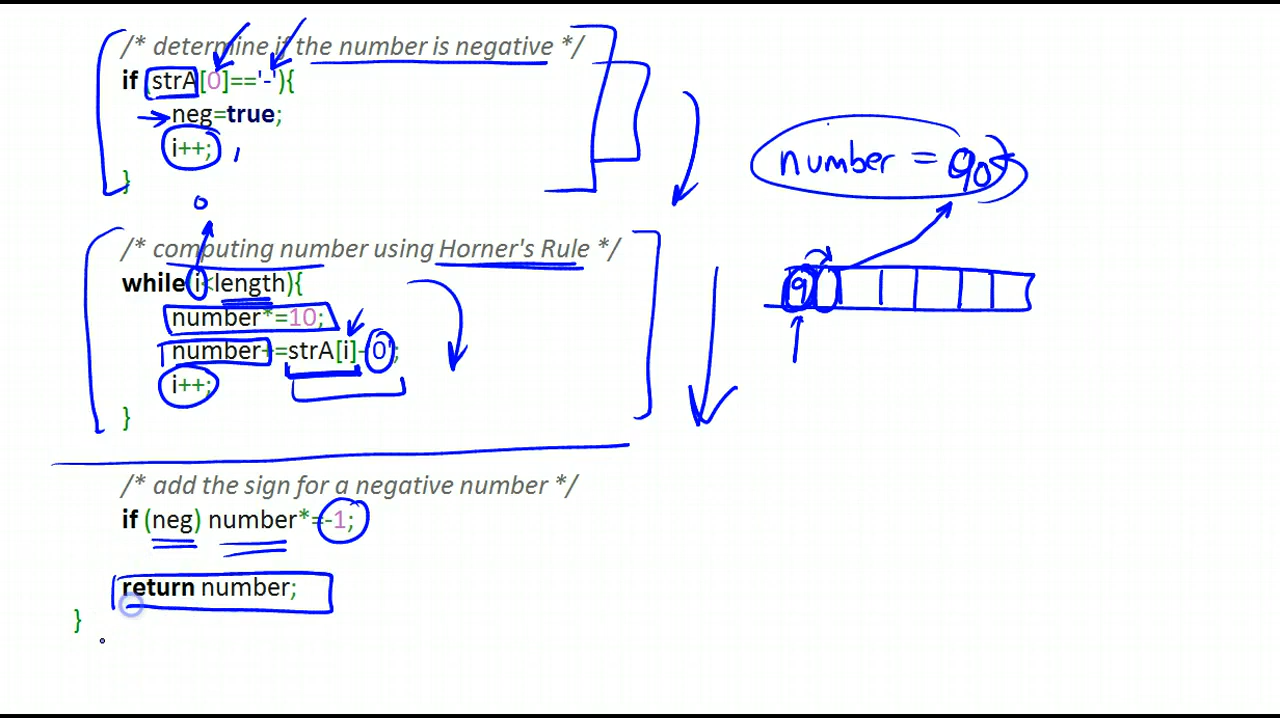 /* determine if the number is negative */
if (strA[0]=='-'){
neg=true;
i++;
}
0
number = 90
/* computing number using Horner's Rule */
while(i<length){
9
number*=10;
number+=strA[i]-'0';
i++;
}
/* add the sign for a negative number */
if (neg) number*=-1;
return number;
}